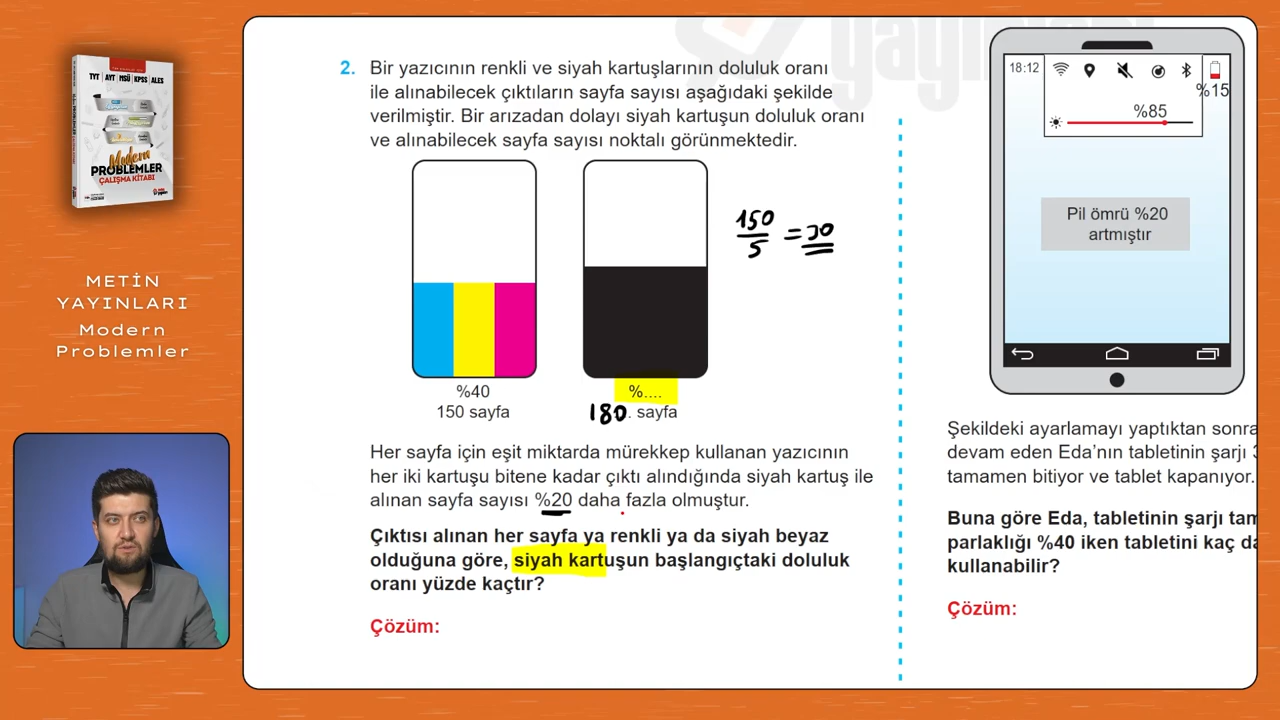 TYT | AYT | MSÜ | KPSS | ALES
Modern
PROBLEMLER
ÇALIŞMA KİTABI
METİN
YAYINLARI
Modern
Problemler
2. Bir yazıcının renkli ve siyah kartuşlarının doluluk oranı
ile alınabilecek çıktıların sayfa sayısı aşağıdaki şekilde
verilmiştir. Bir arızadan dolayı siyah kartuşun doluluk oranı
ve alınabilecek sayfa sayısı noktalı görünmektedir.
150
5
=30
%40
150 sayfa
%....
180. sayfa
Her sayfa için eşit miktarda mürekkep kullanan yazıcının
her iki kartuşu bitene kadar çıktı alındığında siyah kartuş ile
alınan sayfa sayısı %20 daha fazla olmuştur.
Çıktısı alınan her sayfa ya renkli ya da siyah beyaz
olduğuna göre, siyah kartuşun başlangıçtaki doluluk
oranı yüzde kaçtır?
Çözüm:
18:12
%15
%85
Pil ömrü %20
artmıştır
Şekildeki ayarlamayı yaptıktan sonra
devam eden Eda’nın tabletinin şarjı
tamamen bitiyor ve tablet kapanıyor.
Buna göre Eda, tabletinin şarjı tam
parlaklığı %40 iken tabletini kaç da
kullanabilir?
Çözüm: